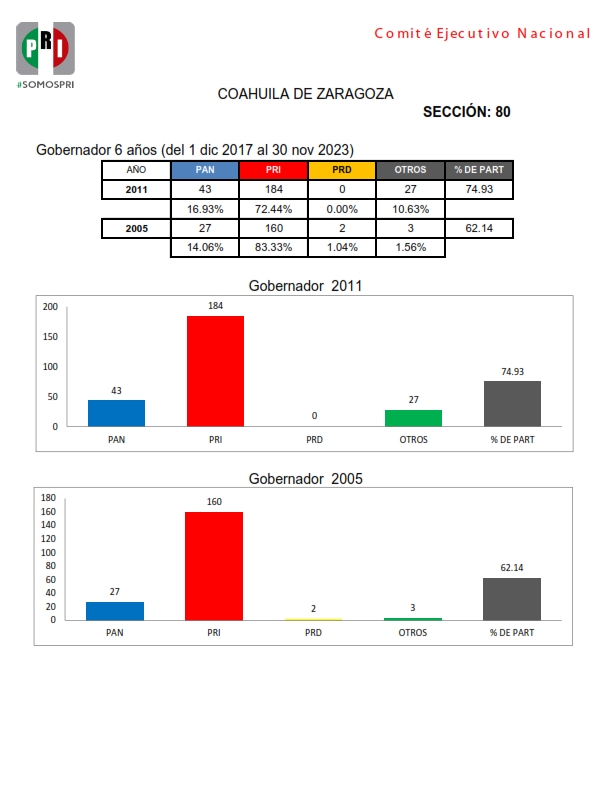 Comité Ejecutivo Nacional
PRI
#SOMOSPRI
COAHUILA DE ZARAGOZA
SECCIÓN: 80
Gobernador 6 años (del 1 dic 2017 al 30 nov 2023)
AÑO PAN PRI PRD OTROS % DE PART
2011 43 184 0 27 74.93
16.93% 72.44% 0.00% 10.63%
2005 27 160 2 3 62.14
14.06% 83.33% 1.04% 1.56%
Gobernador 2011
200
150
100
50
0
43 184 0 27 74.93
PAN PRI PRD OTROS % DE PART
Gobernador 2005
180
160
140
120
100
80
60
40
20
0
27 160 2 3 62.14
PAN PRI PRD OTROS % DE PART